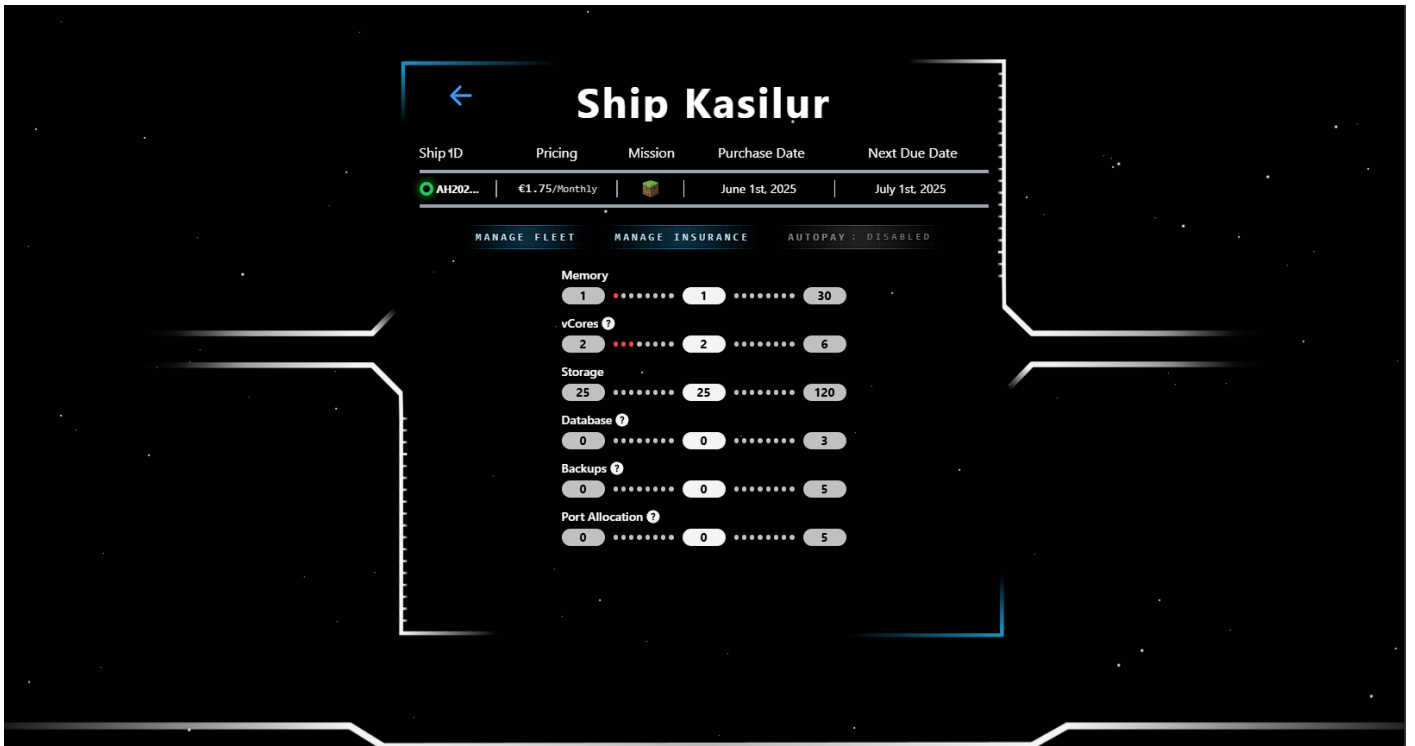 Ship Kasilur
Ship ID Pricing Mission Purchase Date Next Due Date
AH202... €1.75/Monthly June 1st, 2025 July 1st, 2025
MANAGE FLEET MANAGE INSURANCE AUTOPAY: DISABLED
Memory
1 1 30
vCores ?
2 2 6
Storage
25 25 120
Database ?
0 0 3
Backups ?
0 0 5
Port Allocation ?
0 0 5